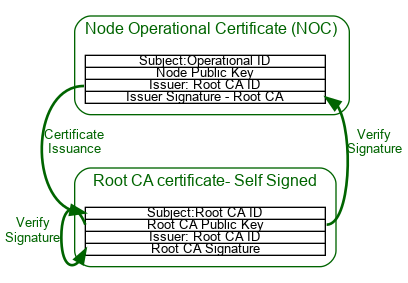 Node Operational Certificate (NOC)
Subject:Operational ID
Node Public Key
Issuer: Root CA ID
Issuer Signature - Root CA
Certificate
Issuance
Verify
Signature
Root CA certificate- Self Signed
Subject:Root CA ID
Root CA Public Key
Issuer: Root CA ID
Root CA Signature
Verify
Signature